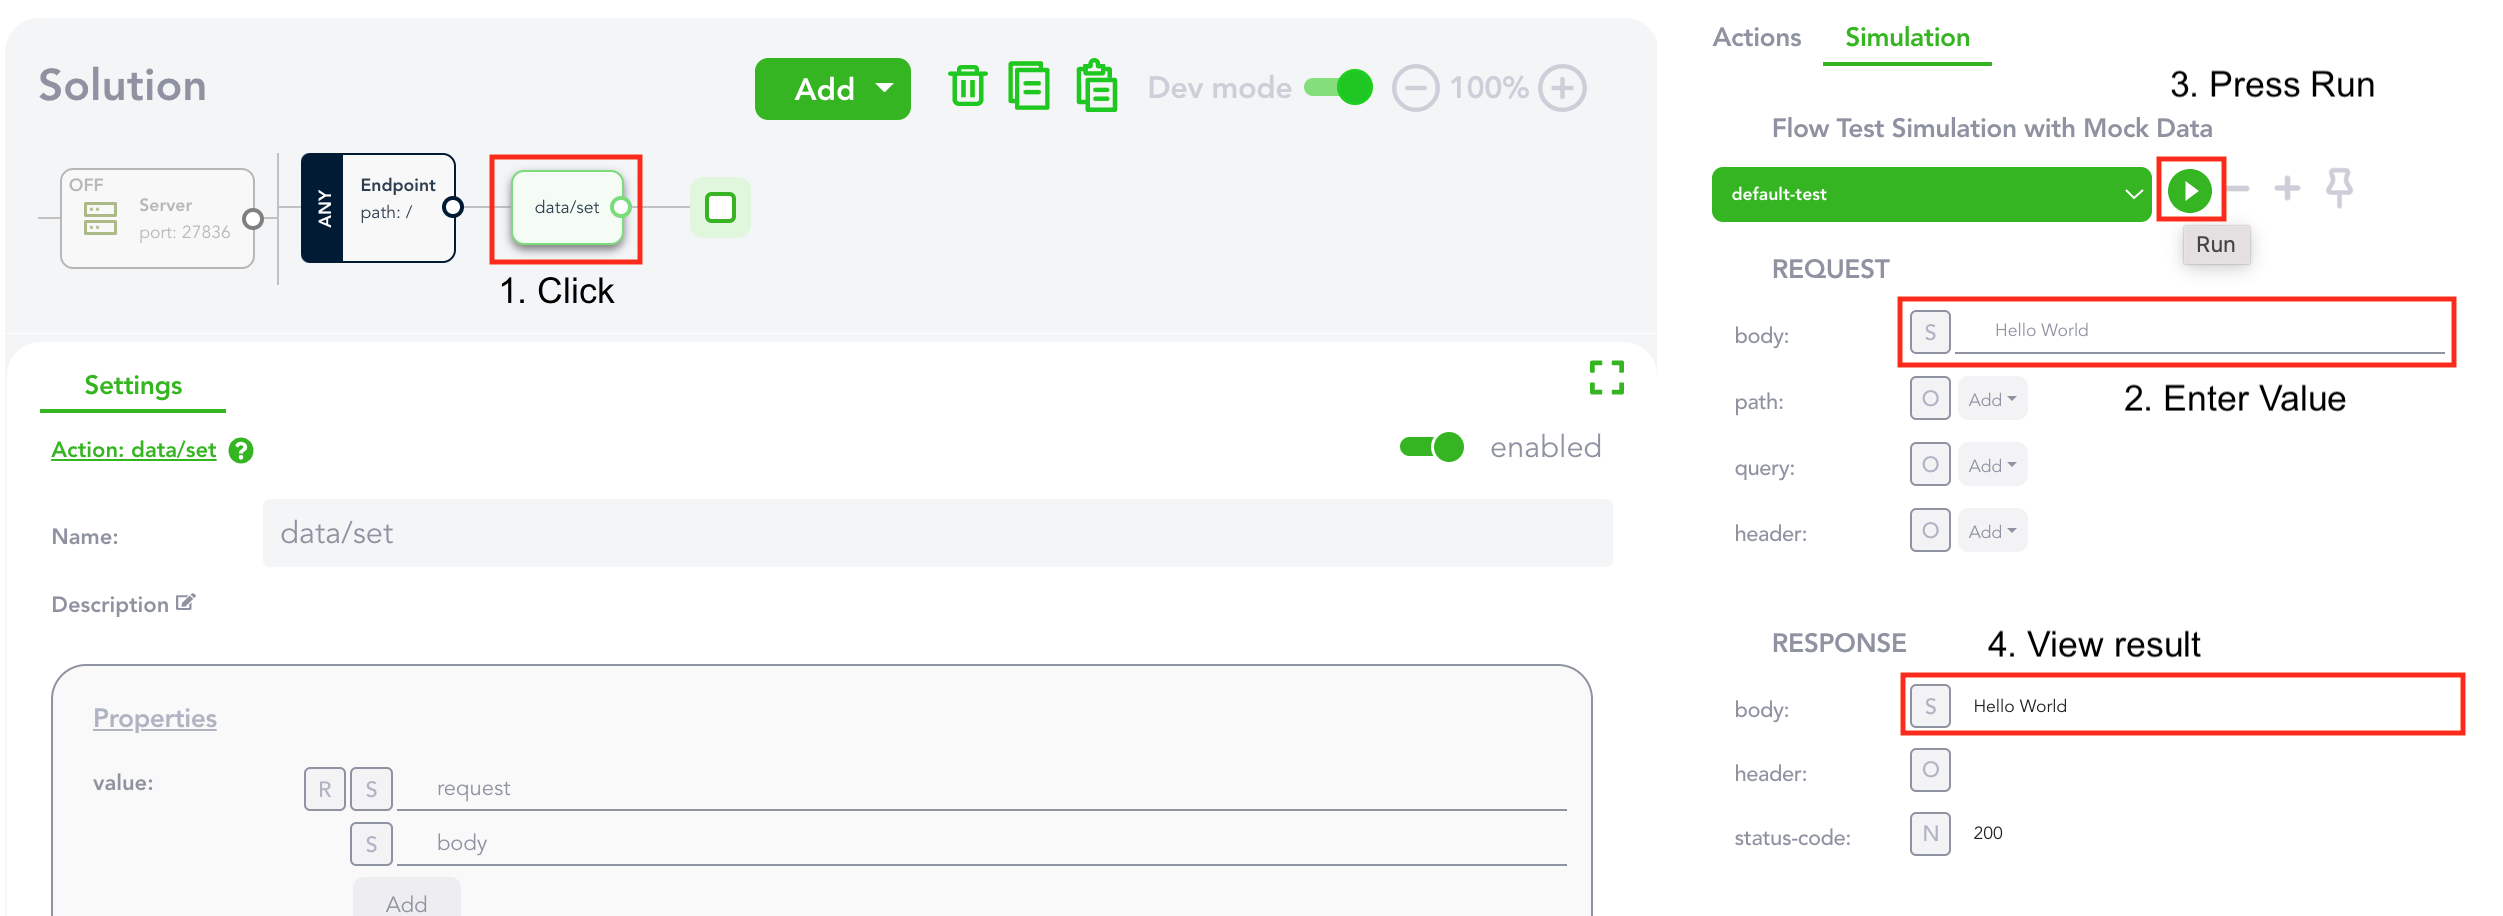 Solution
Add
Dev mode
100%
OFF
Server
port: 27836
ANY
Endpoint
path: /
data/set
1. Click
Settings
Action: data/set
?
enabled
Name:
data/set
Description
Properties
value:
R
S
request
S
body
Add
Actions
Simulation
3. Press Run
Flow Test Simulation with Mock Data
default-test
Run
REQUEST
body:
S
Hello World
2. Enter Value
path:
O
Add
query:
O
Add
header:
O
Add
RESPONSE
4. View result
body:
S
Hello World
header:
O
status-code:
N
200